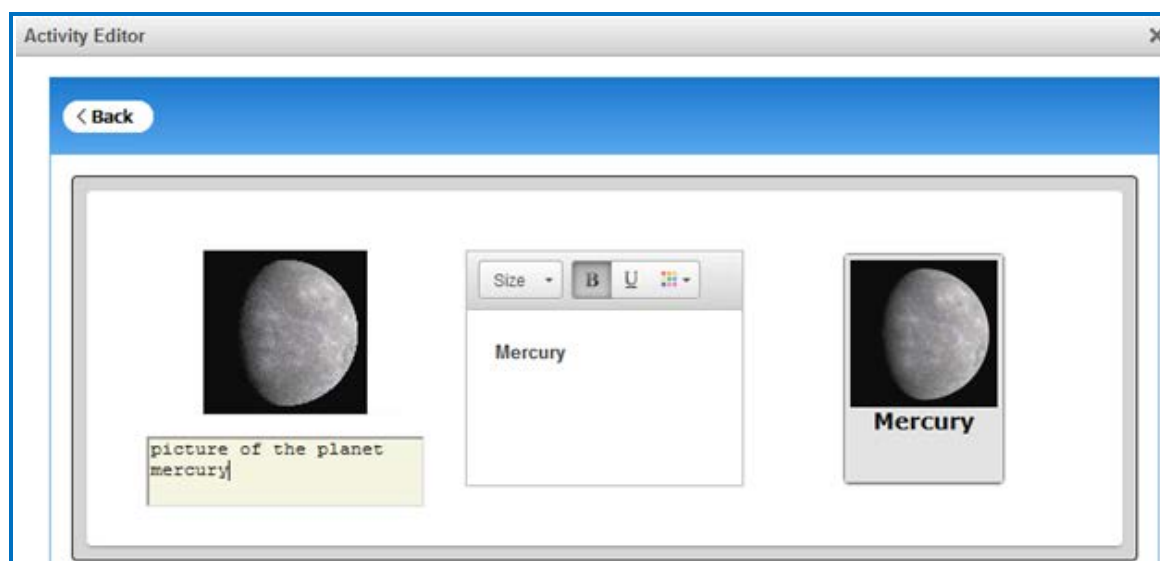 Activity Editor
Back
Size
B U
Mercury
picture of the planet
mercury
Mercury